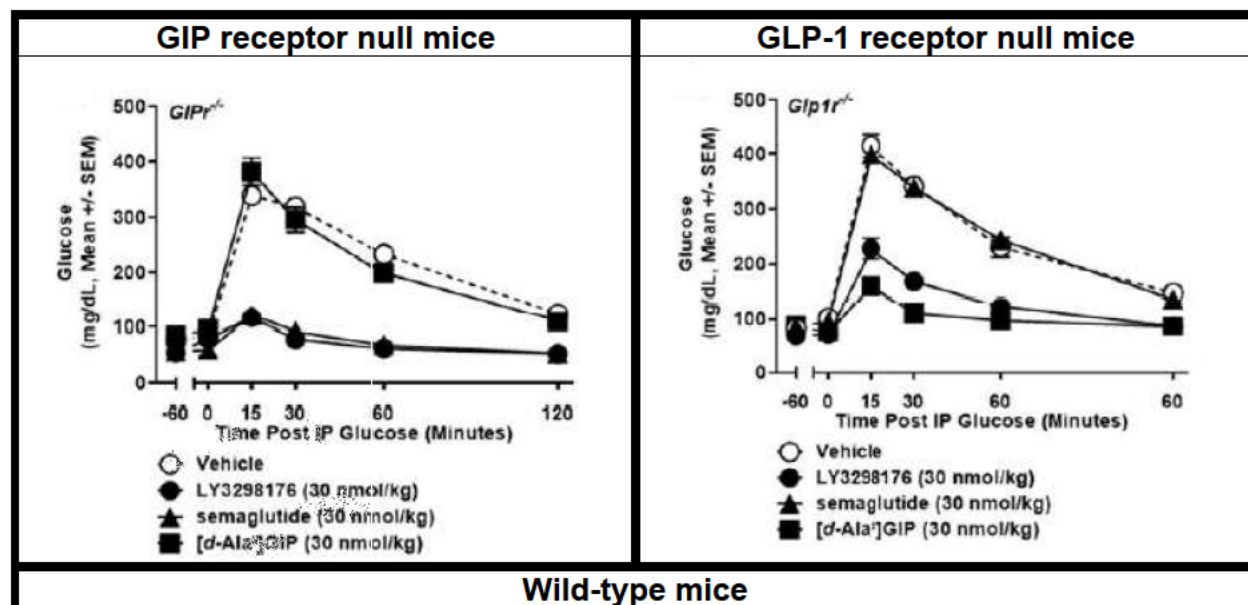 GIP receptor null mice
GLP-1 receptor null mice
GIPr-/-
Glucose
(mg/dL, Mean +/- SEM)
500
400
300
200
100
0
-60 0 15 30 60 120
Time Post IP Glucose (Minutes)
Vehicle
LY3298176 (30 nmol/kg)
semaglutide (30 nmol/kg)
[d-Ala²]GIP (30 nmol/kg)
Glp1r-/-
Glucose
(mg/dL, Mean +/- SEM)
500
400
300
200
100
0
-60 0 15 30 60 60
Time Post IP Glucose (Minutes)
Vehicle
LY3298176 (30 nmol/kg)
semaglutide (30 nmol/kg)
[d-Ala²]GIP (30 nmol/kg)
Wild-type mice